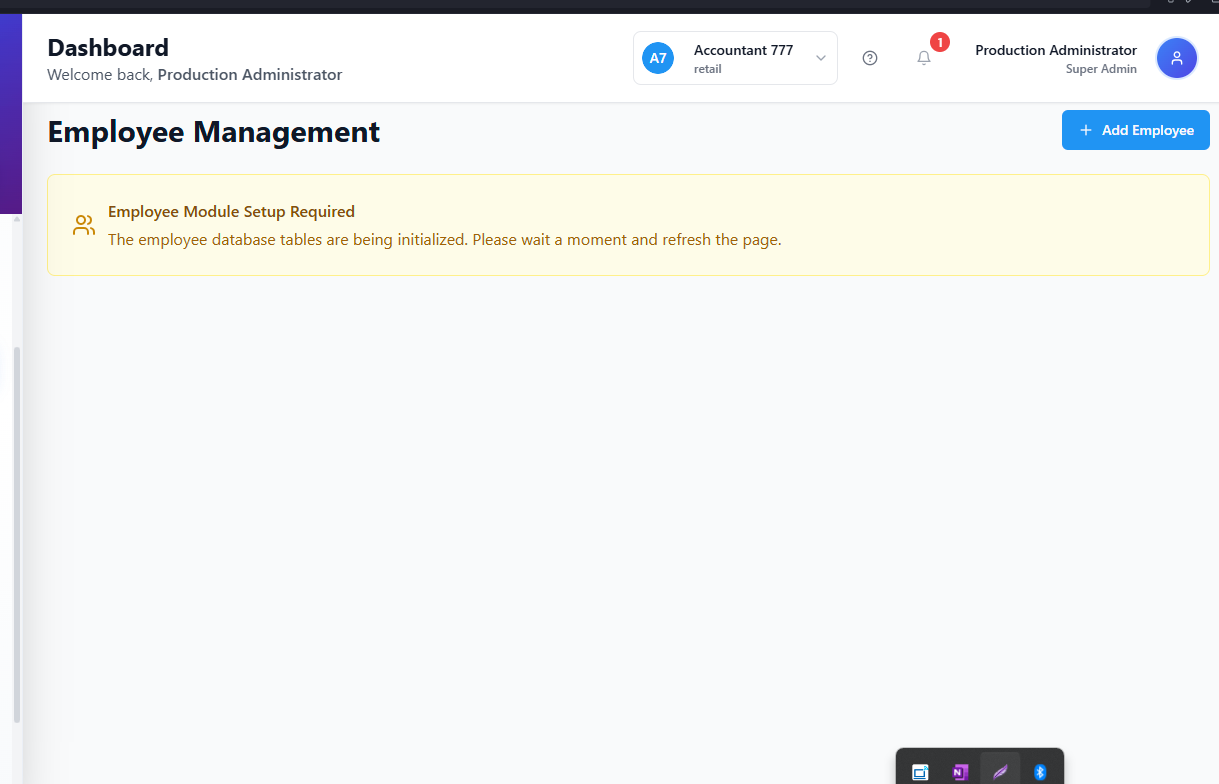 Dashboard
Welcome back, Production Administrator
A7
Accountant 777
retail
1
Production Administrator
Super Admin
Employee Management
+ Add Employee
Employee Module Setup Required
The employee database tables are being initialized. Please wait a moment and refresh the page.
N